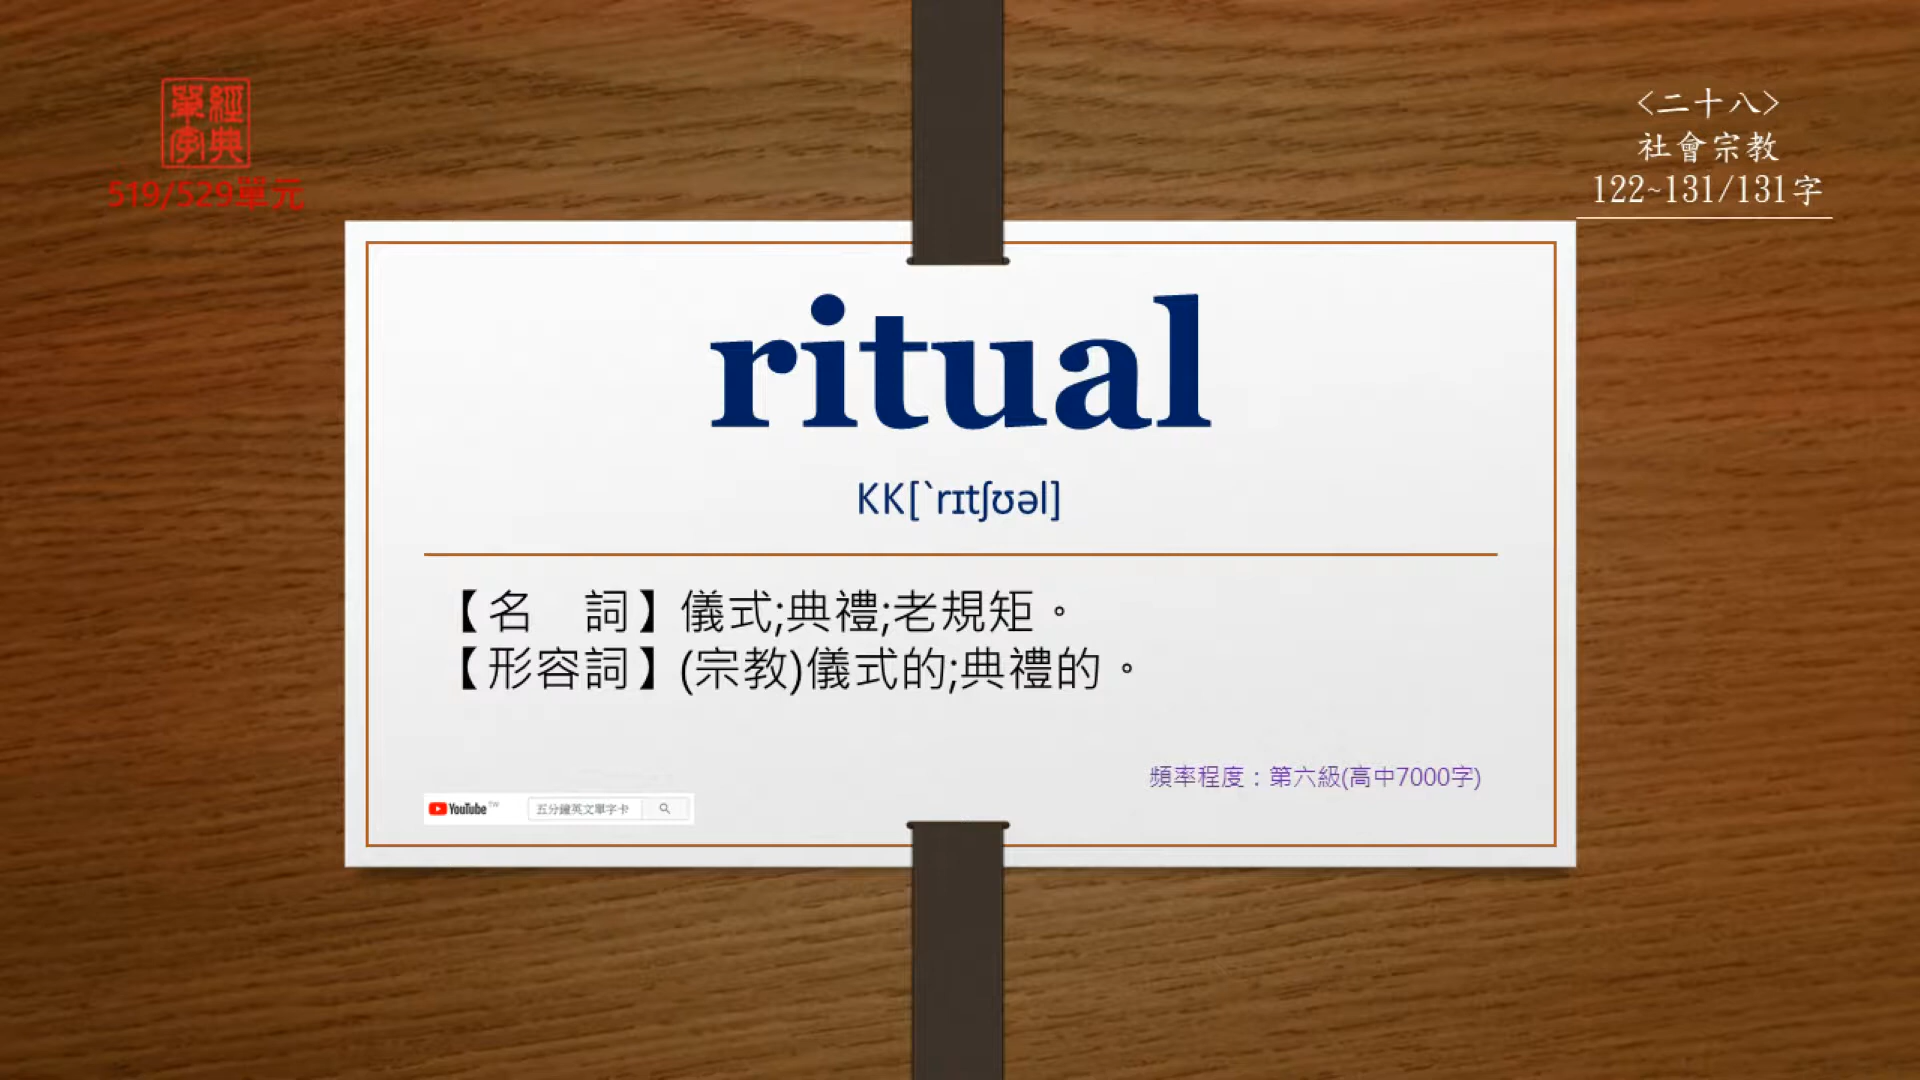 經典
單字
519/529單元
<二十八>
社會宗教
122~131/131字
ritual
KK[ˋrɪtʃʊəl]
【名　詞】儀式;典禮;老規矩。
【形容詞】(宗教)儀式的;典禮的。
頻率程度：第六級(高中7000字)
YouTube TW 五分鐘英文單字卡